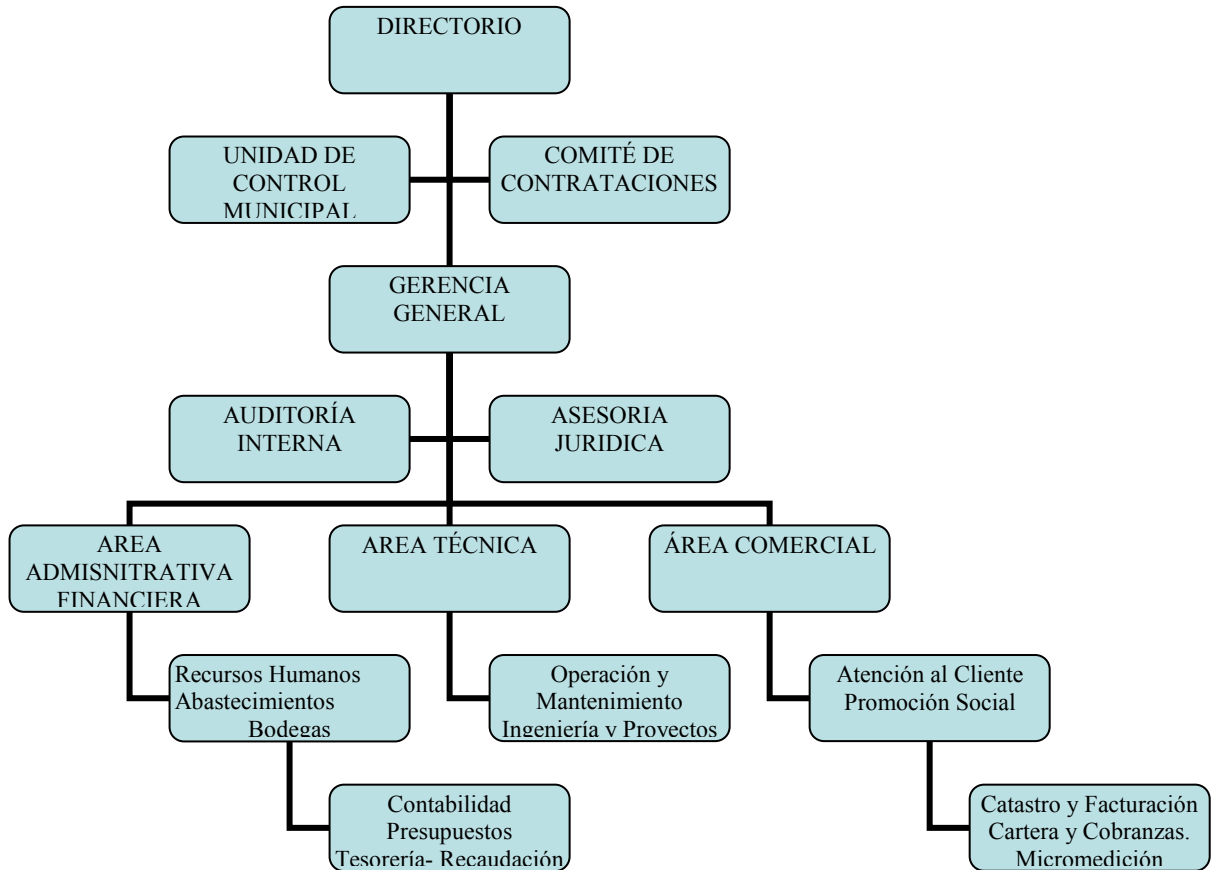 DIRECTORIO
UNIDAD DE
CONTROL
MUNICIPAL
COMITÉ DE
CONTRATACIONES
GERENCIA
GENERAL
AUDITORÍA
INTERNA
ASESORIA
JURIDICA
AREA
ADMISNITRATIVA
FINANCIERA
AREA TÉCNICA
ÁREA COMERCIAL
Recursos Humanos
Abastecimientos
Bodegas
Operación y
Mantenimiento
Ingeniería y Proyectos
Atención al Cliente
Promoción Social
Contabilidad
Presupuestos
Tesorería- Recaudación
Catastro y Facturación
Cartera y Cobranzas.
Micromedición